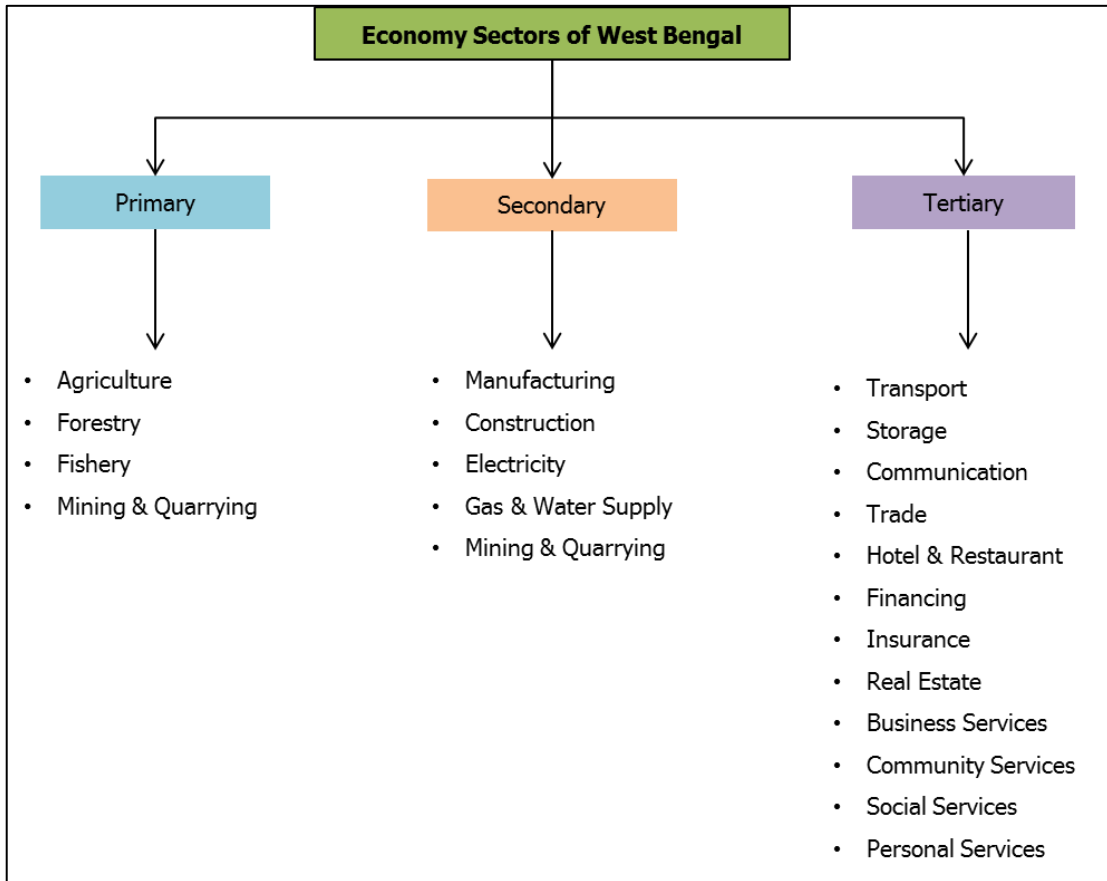 Economy Sectors of West Bengal
Primary
Secondary
Tertiary
• Agriculture
• Forestry
• Fishery
• Mining & Quarrying
• Manufacturing
• Construction
• Electricity
• Gas & Water Supply
• Mining & Quarrying
• Transport
• Storage
• Communication
• Trade
• Hotel & Restaurant
• Financing
• Insurance
• Real Estate
• Business Services
• Community Services
• Social Services
• Personal Services